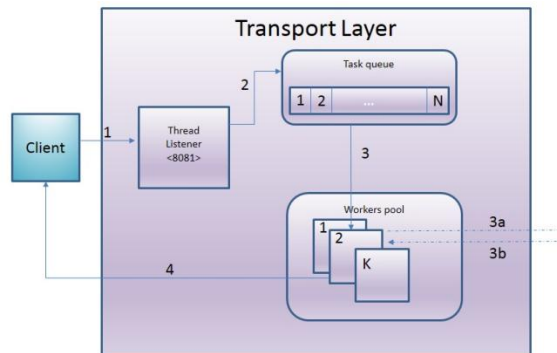 Transport Layer
Task queue
1 2 ... N
2
1
Thread
Listener
<8081>
Client
3
Workers pool
1
2
K
3a
3b
4